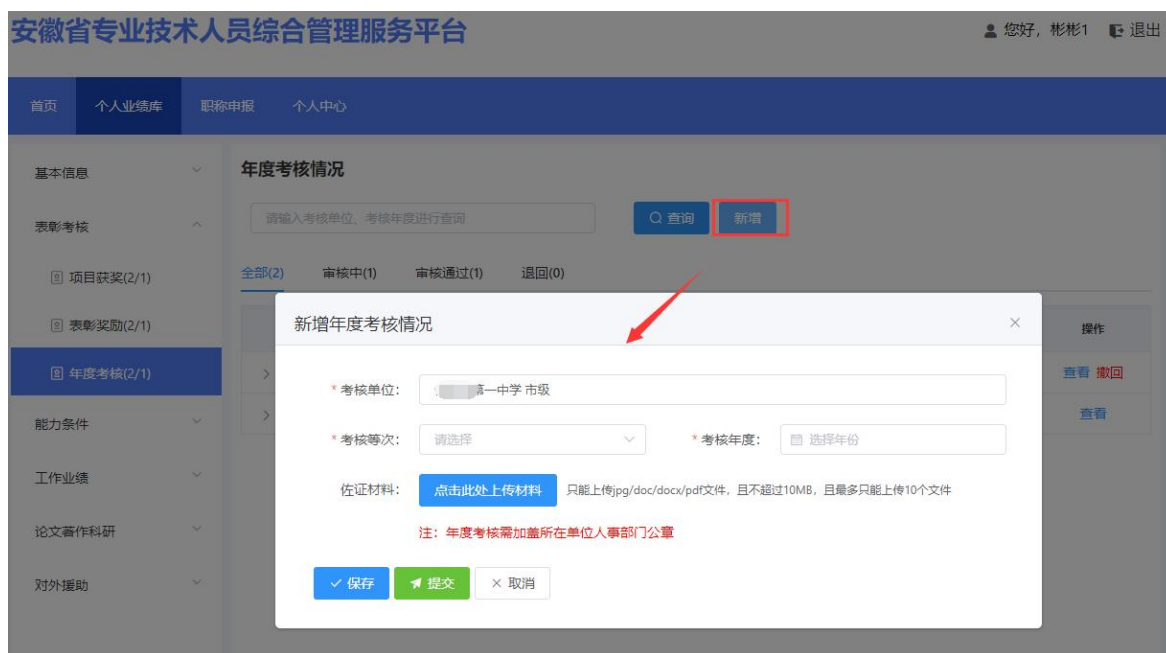 安徽省专业技术人员综合管理服务平台
您好，彬彬1 退出
首页 个人业绩库 职称申报 个人中心
基本信息
表彰考核
项目获奖(2/1)
表彰奖励(2/1)
年度考核(2/1)
能力条件
工作业绩
论文著作科研
对外援助
年度考核情况
请输入考核单位、考核年度进行查询 查询 新增
全部(2) 审核中(1) 审核通过(1) 退回(0)
操作
查看 撤回
查看
新增年度考核情况
*考核单位： 第一中学 市级
*考核等次： 请选择 *考核年度： 选择年份
佐证材料： 点击此处上传材料 只能上传jpg/doc/docx/pdf文件，且不超过10MB，且最多只能上传10个文件
注：年度考核需加盖所在单位人事部门公章
保存 提交 取消